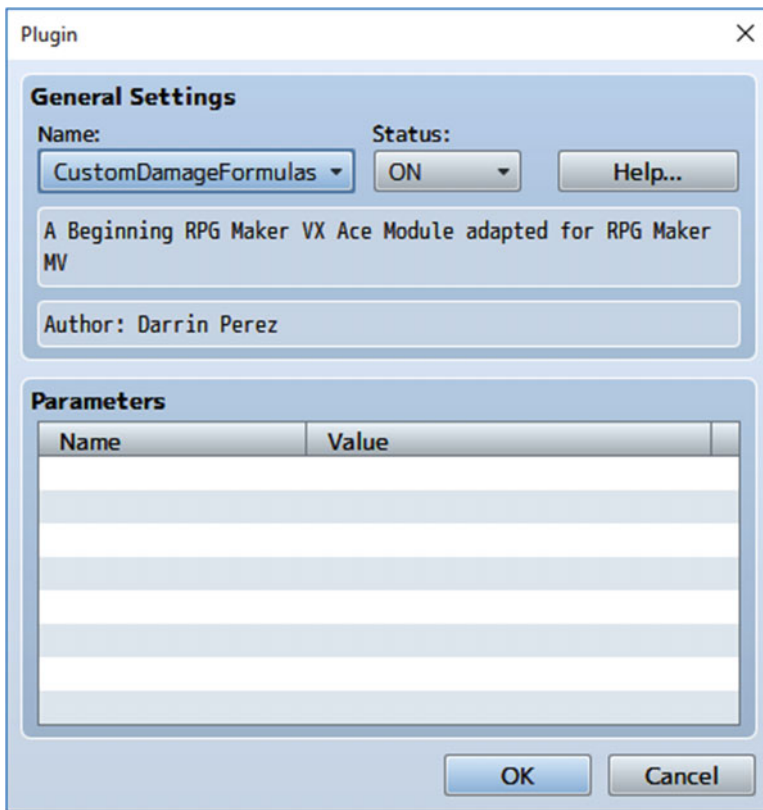 Plugin
General Settings
Name: Status:
CustomDamageFormulas ON Help...
A Beginning RPG Maker VX Ace Module adapted for RPG Maker
MV
Author: Darrin Perez
Parameters
Name Value
OK Cancel